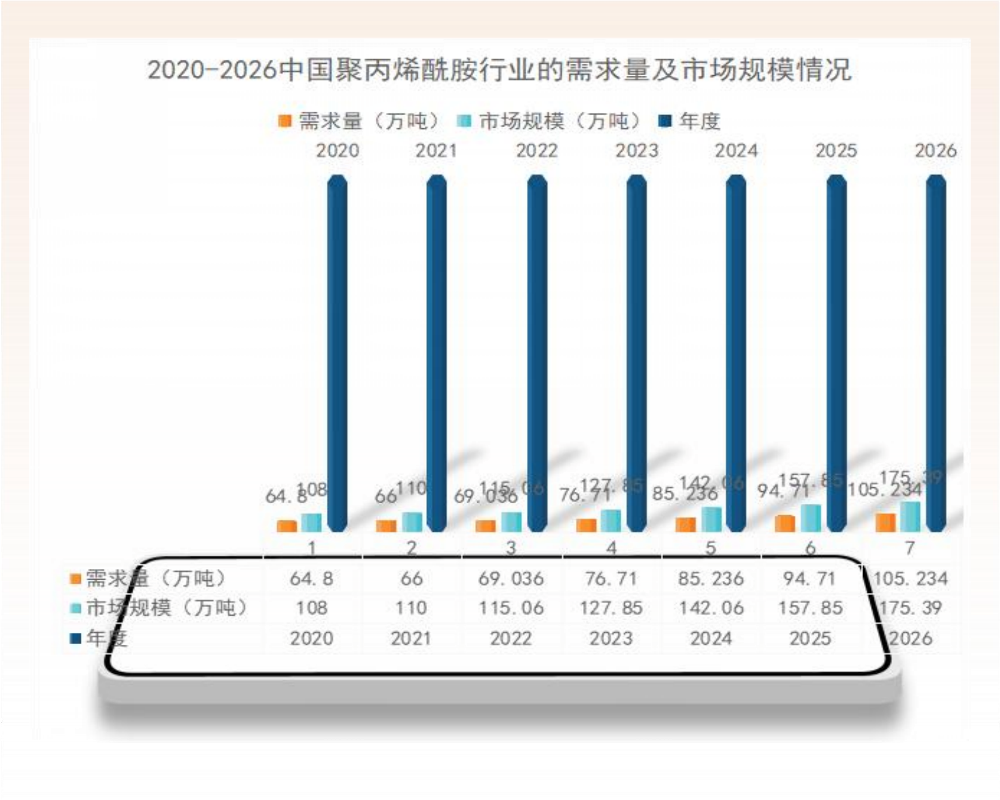 2020-2026中国聚丙烯酰胺行业的需求量及市场规模情况
需求量（万吨） 市场规模（万吨） 年度
2020 2021 2022 2023 2024 2025 2026
108 110 115.06 127.85 142.06 157.85 175.39
64.8 66 69.036 76.71 85.236 94.71 105.234
1 2 3 4 5 6 7
需求量（万吨） 64.8 66 69.036 76.71 85.236 94.71 105.234
市场规模（万吨） 108 110 115.06 127.85 142.06 157.85 175.39
年度 2020 2021 2022 2023 2024 2025 2026